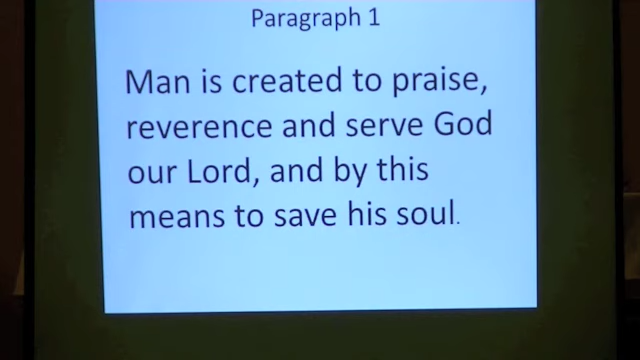 Paragraph 1
Man is created to praise,
reverence and serve God
our Lord, and by this
means to save his soul.